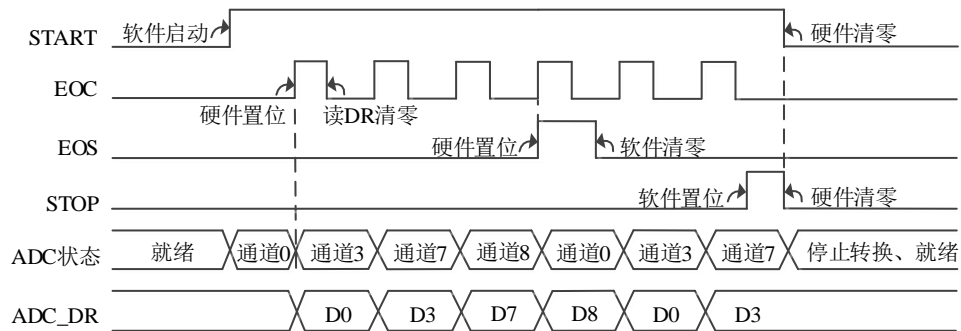 START 软件启动 硬件清零
EOC
硬件置位 读DR清零
EOS 硬件置位 软件清零
STOP 软件置位 硬件清零
ADC状态 就绪 通道0 通道3 通道7 通道8 通道0 通道3 通道7 停止转换、就绪
ADC_DR D0 D3 D7 D8 D0 D3